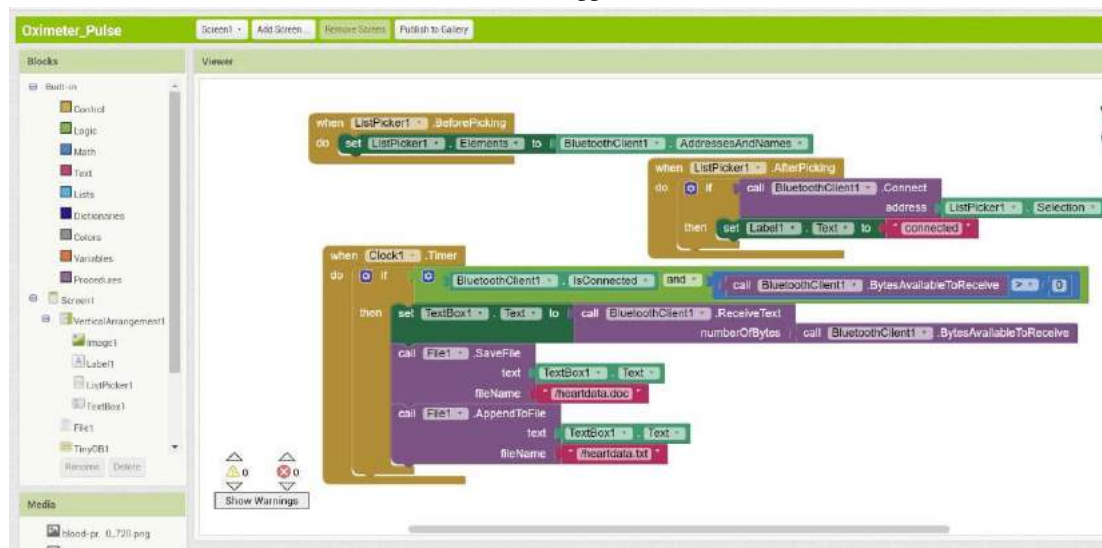 Oximeter_Pulse
Screen1
Add Screen...
Remove Screen
Publish to Gallery
Blocks
Viewer
Built-in
Control
Logic
Math
Text
Lists
Dictionaries
Colors
Variables
Procedures
Screen1
VerticalArrangement1
Image1
Label1
ListPicker1
TextBox1
File1
TinyDB1
Rename Delete
Media
blood-pr_0_720.png
when ListPicker1 .BeforePicking
do set ListPicker1 . Elements to BluetoothClient1 . AddressesAndNames
when ListPicker1 .AfterPicking
do if call BluetoothClient1 .Connect
address ListPicker1 . Selection
then set Label1 . Text to " connected "
when Clock1 .Timer
do if BluetoothClient1 . IsConnected and call BluetoothClient1 .BytesAvailableToReceive > 0
then set TextBox1 . Text to call BluetoothClient1 .ReceiveText
numberOfBytes call BluetoothClient1 .BytesAvailableToReceive
call File1 .SaveFile
text TextBox1 . Text
fileName " /heartdata.doc "
call File1 .AppendToFile
text TextBox1 . Text
fileName " /heartdata.txt "
0 0
Show Warnings